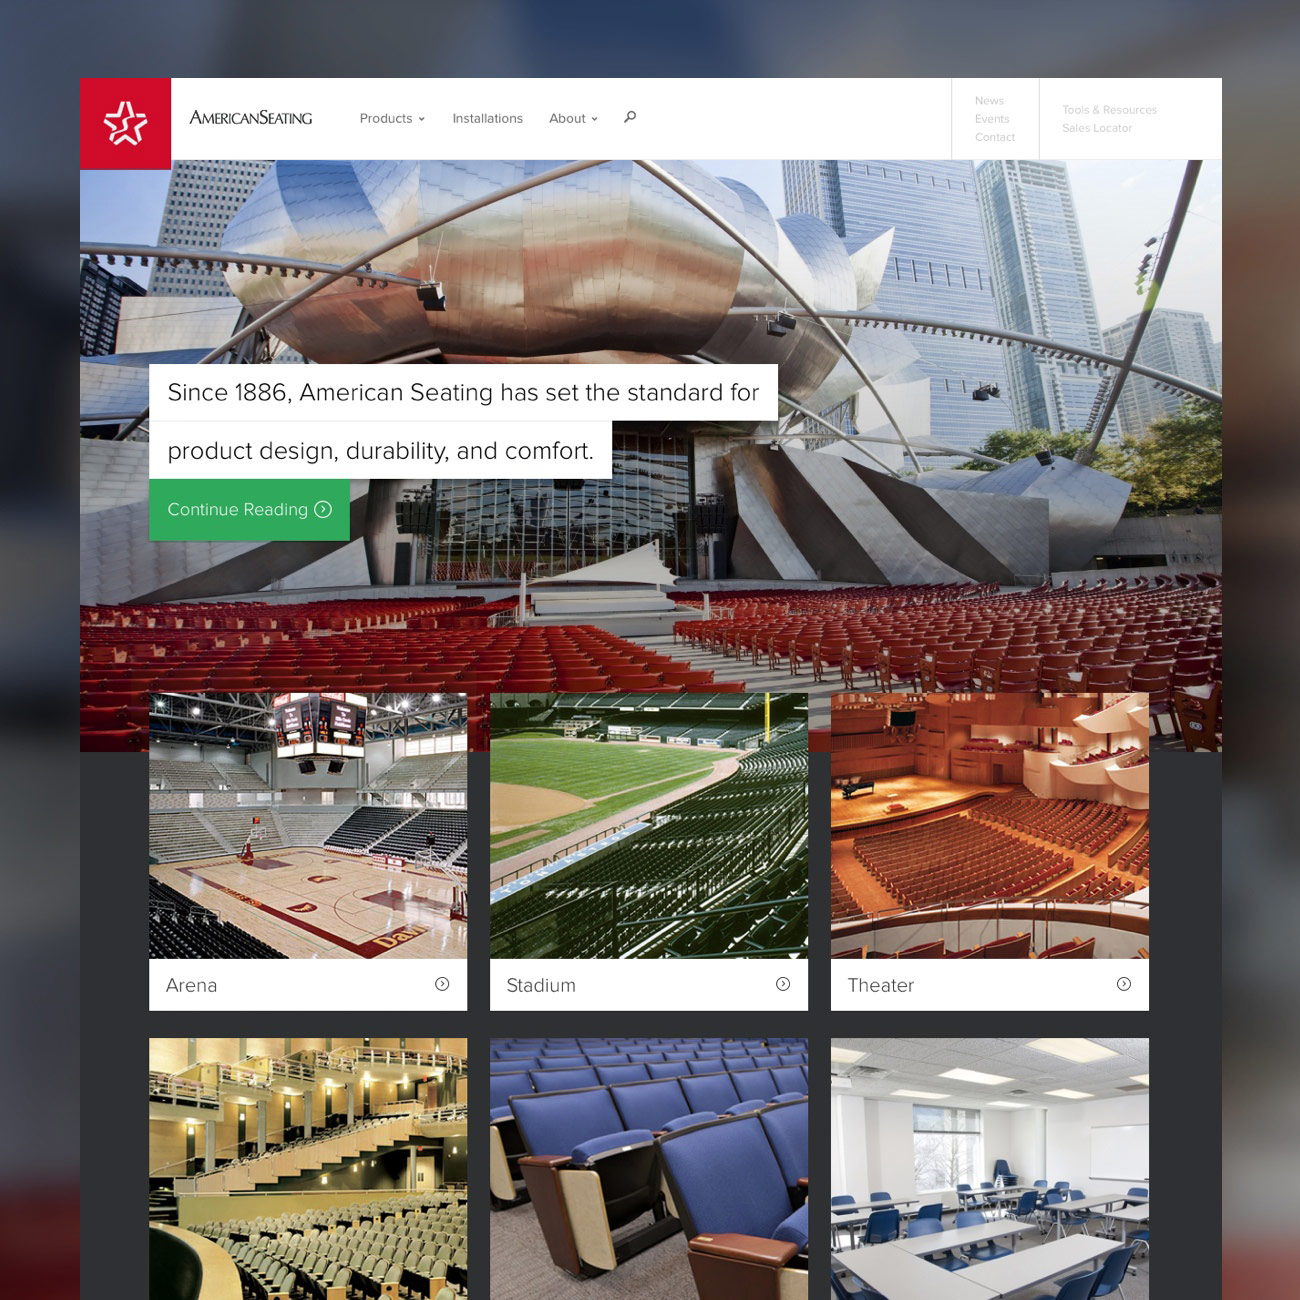 AMERICANSEATING
Products
Installations
About
News
Events
Contact
Tools & Resources
Sales Locator
Since 1886, American Seating has set the standard for
product design, durability, and comfort.
Continue Reading
Arena
Stadium
Theater